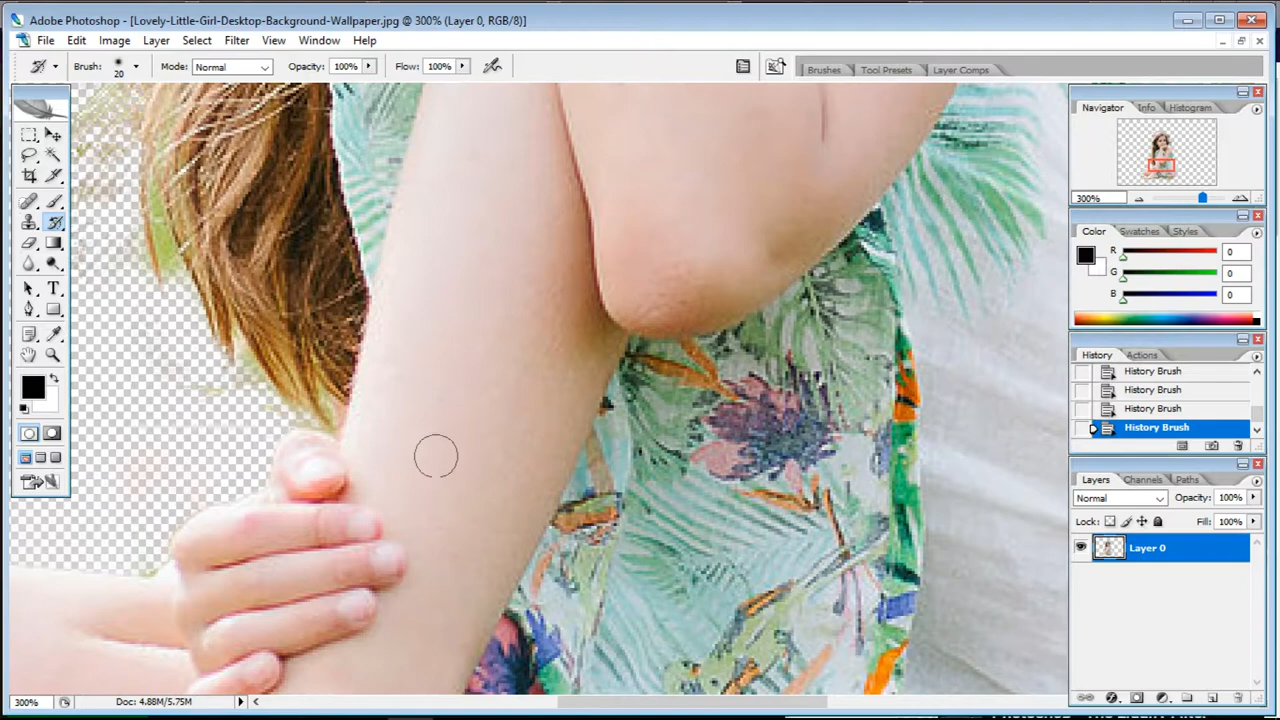 Adobe Photoshop - [Lovely-Little-Girl-Desktop-Background-Wallpaper.jpg @ 300% (Layer 0, RGB/8)]
File Edit Image Layer Select Filter View Window Help
Brush: 20 Mode: Normal Opacity: 100% Flow: 100% Brushes Tool Presets Layer Comps
Navigator Info Histogram
300%
Color Swatches Styles
R 0
G 0
B 0
History Actions
History Brush
History Brush
History Brush
History Brush
Layers Channels Paths
Normal Opacity: 100%
Lock: Fill: 100%
Layer 0
300% Doc: 4.88M/5.75M